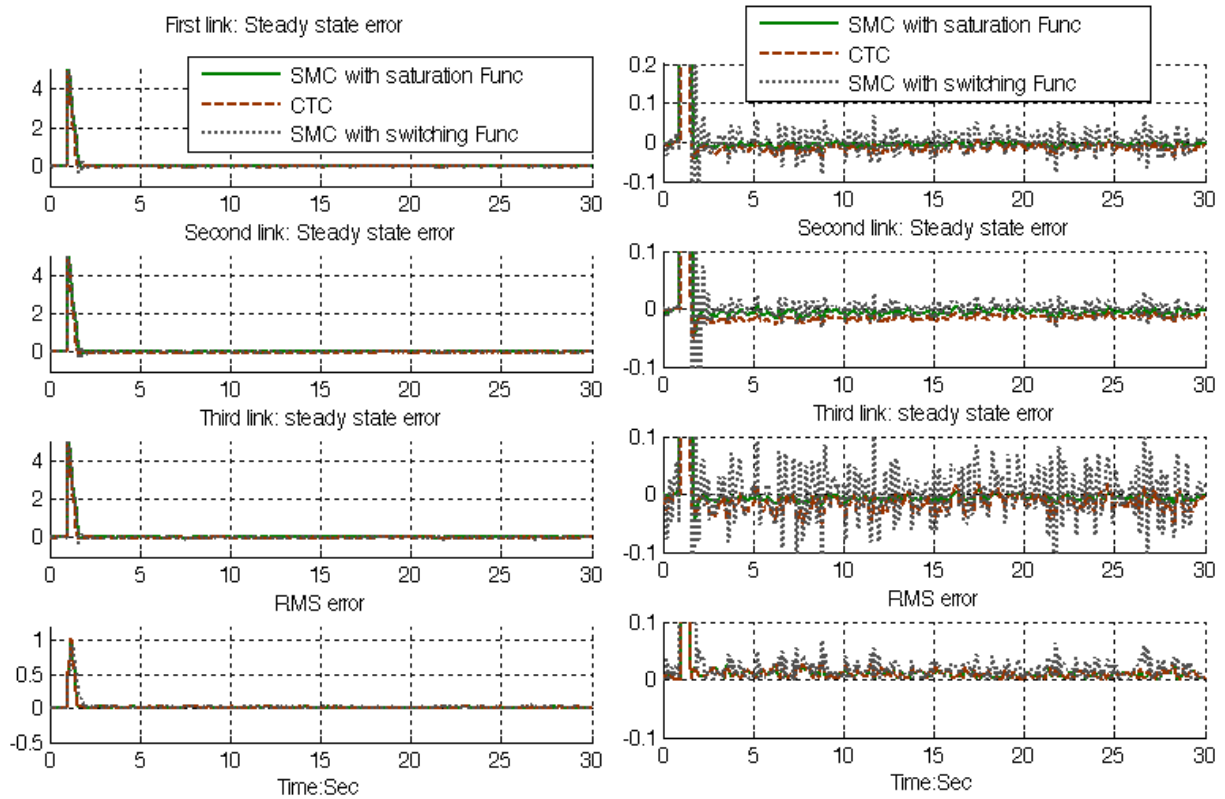 First link: Steady state error
SMC with saturation Func
CTC
SMC with switching Func
4
2
0
0 5 10 15 20 25 30
Second link: Steady state error
4
2
0
0 5 10 15 20 25 30
Third link: steady state error
4
2
0
0 5 10 15 20 25 30
RMS error
1
0.5
0
-0.5
0 5 10 15 20 25 30
Time:Sec
SMC with saturation Func
CTC
SMC with switching Func
0.2
0.1
0
-0.1
0 5 10 15 20 25 30
Second link: Steady state error
0.1
0
-0.1
0 5 10 15 20 25 30
Third link: steady state error
0.1
0
-0.1
0 5 10 15 20 25 30
RMS error
0.1
0
-0.1
0 5 10 15 20 25 30
Time:Sec